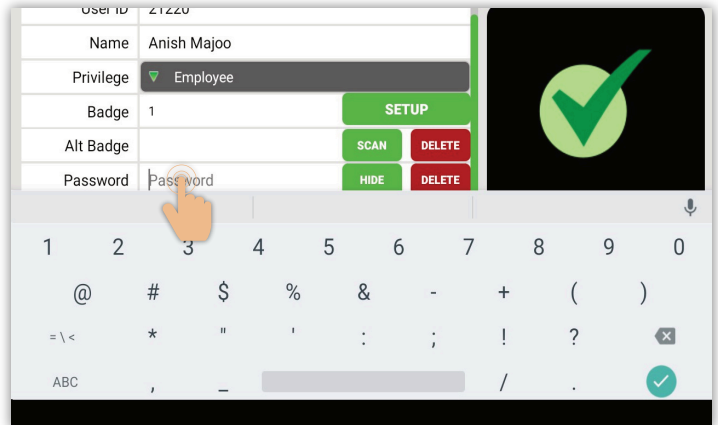 User ID 21220
Name Anish Majoo
Privilege Employee
Badge 1 SETUP
Alt Badge SCAN DELETE
Password Password HIDE DELETE
1 2 3 4 5 6 7 8 9 0
@ # $ % & - + ( )
= \ < * " ' : ; ! ?
ABC , _ / .